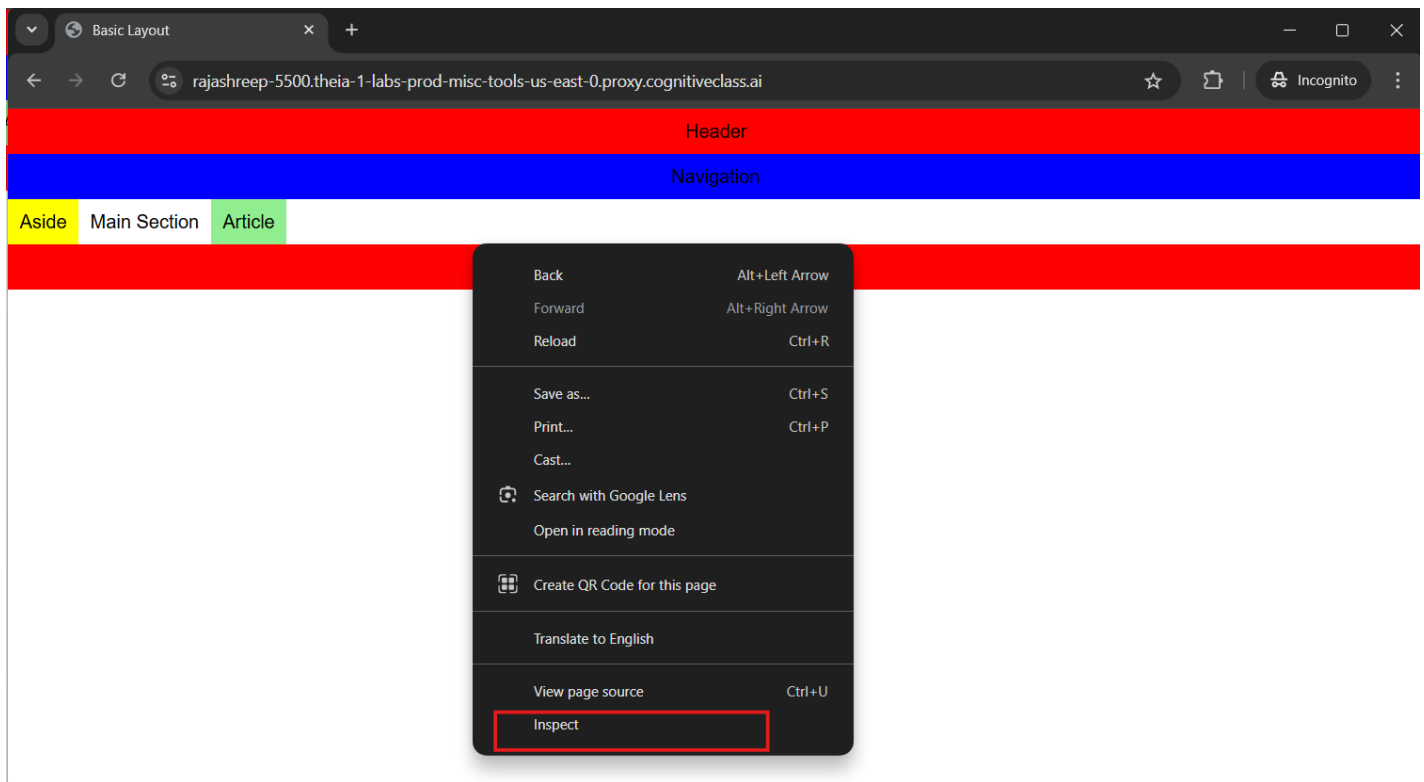 Basic Layout
rajashreep-5500.theia-1-labs-prod-misc-tools-us-east-0.proxy.cognitiveclass.ai
Incognito
Header
Navigation
Aside Main Section Article
Back Alt+Left Arrow
Forward Alt+Right Arrow
Reload Ctrl+R
Save as... Ctrl+S
Print... Ctrl+P
Cast...
Search with Google Lens
Open in reading mode
Create QR Code for this page
Translate to English
View page source Ctrl+U
Inspect